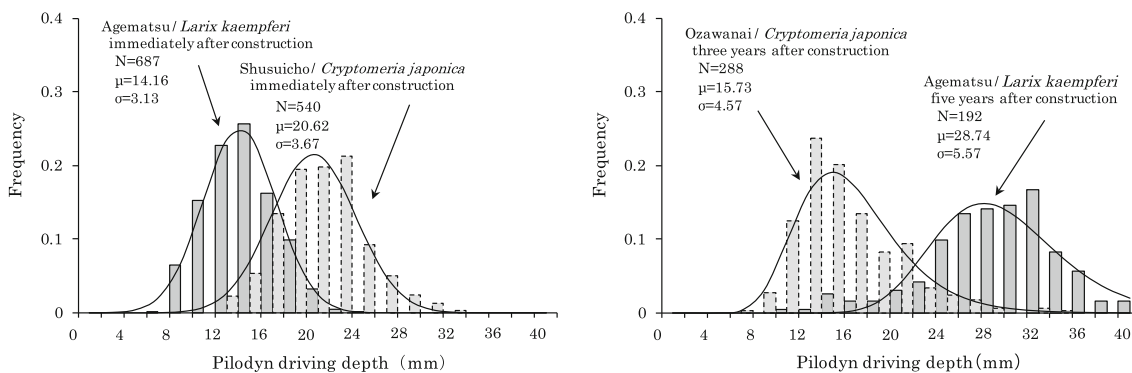 0.4
0.3
0.2
0.1
0
Frequency
Agematsu / Larix kaempferi
immediately after construction
N=687
μ=14.16
σ=3.13
Shusuicho / Cryptomeria japonica
immediately after construction
N=540
μ=20.62
σ=3.67
0 4 8 12 16 20 24 28 32 36 40
Pilodyn driving depth (mm)
0.4
0.3
0.2
0.1
0
Frequency
Ozawanai / Cryptomeria japonica
three years after construction
N=288
μ=15.73
σ=4.57
Agematsu / Larix kaempferi
five years after construction
N=192
μ=28.74
σ=5.57
0 4 8 12 16 20 24 28 32 36 40
Pilodyn driving depth(mm)